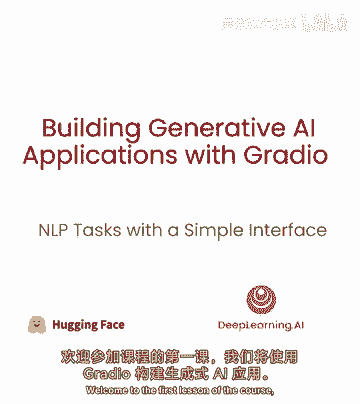 Building Generative AI
Applications with Gradio
NLP Tasks with a Simple Interface
Hugging Face
DeepLearning.AI
欢迎参加课程的第一课，我们将使用
Gradio 构建生成式 AI 应用。
Welcome to the first lesson of the course,